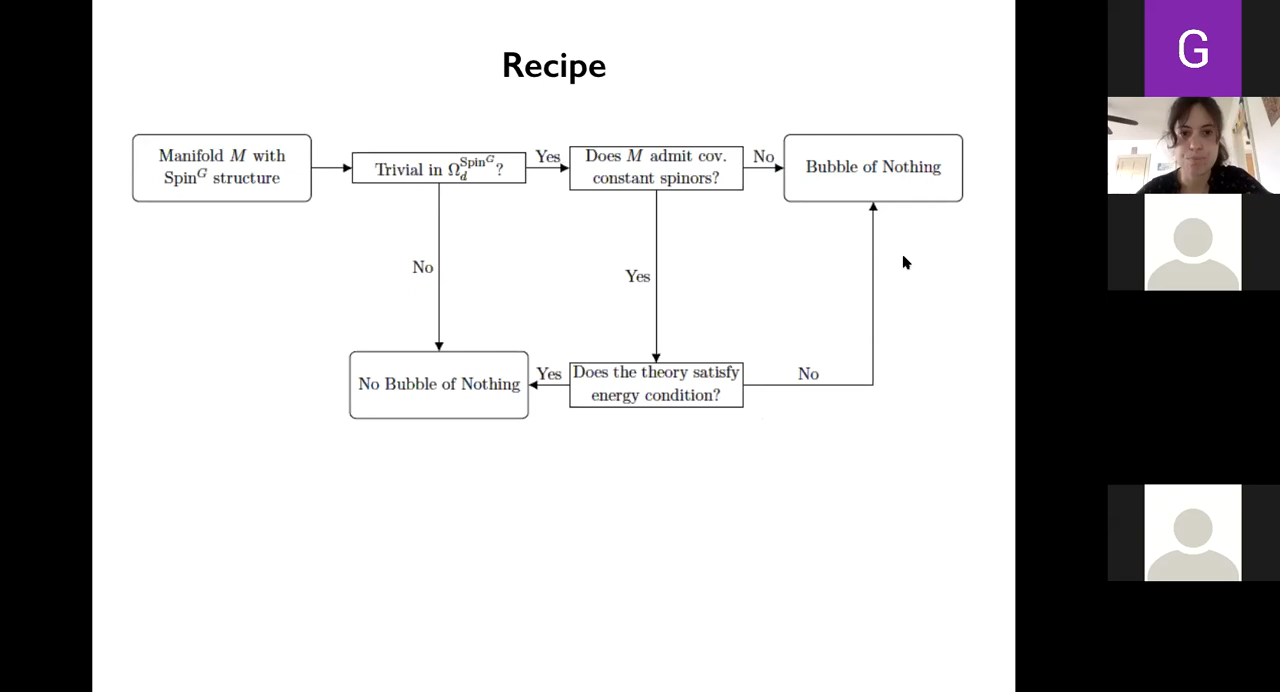 Recipe
G
Manifold M with
Spin^G structure
Trivial in Ω_d^{Spin^G}?
Yes
Does M admit cov.
constant spinors?
No
Bubble of Nothing
No
Yes
No Bubble of Nothing
Yes
Does the theory satisfy
energy condition?
No